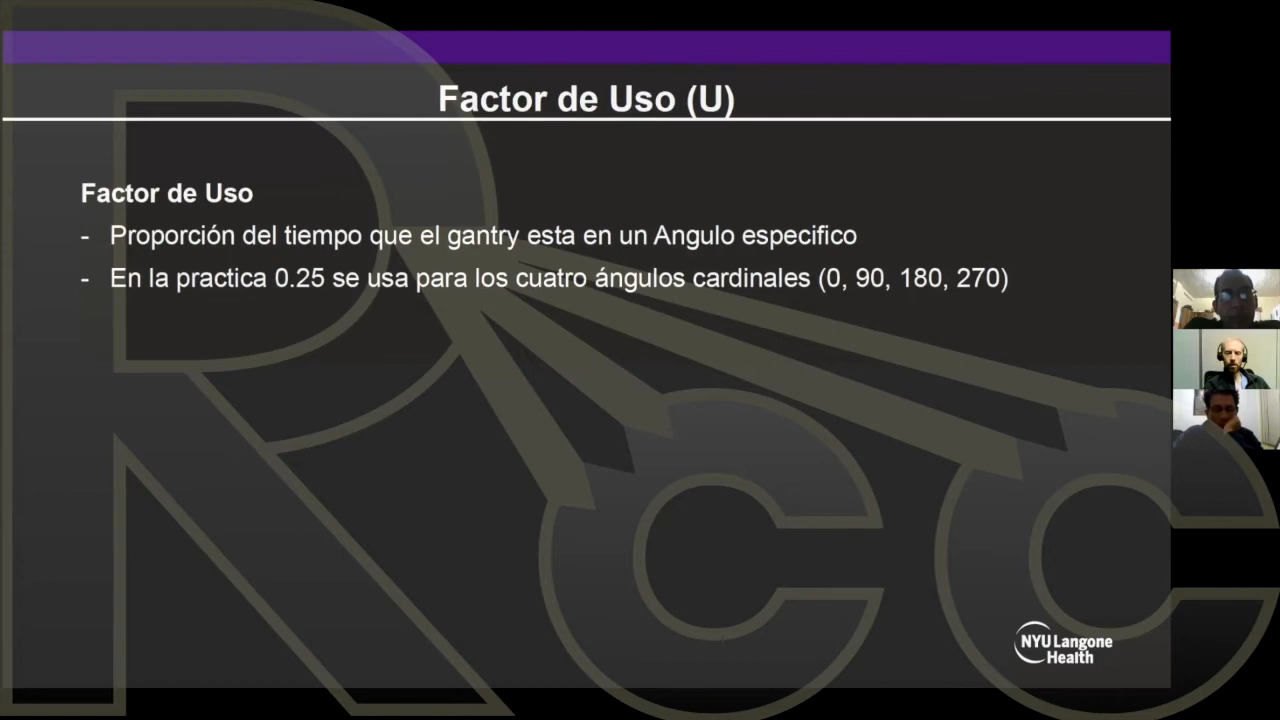 Factor de Uso (U)
Factor de Uso
- Proporción del tiempo que el gantry esta en un Angulo especifico
- En la practica 0.25 se usa para los cuatro ángulos cardinales (0, 90, 180, 270)
RCC
NYU Langone
Health